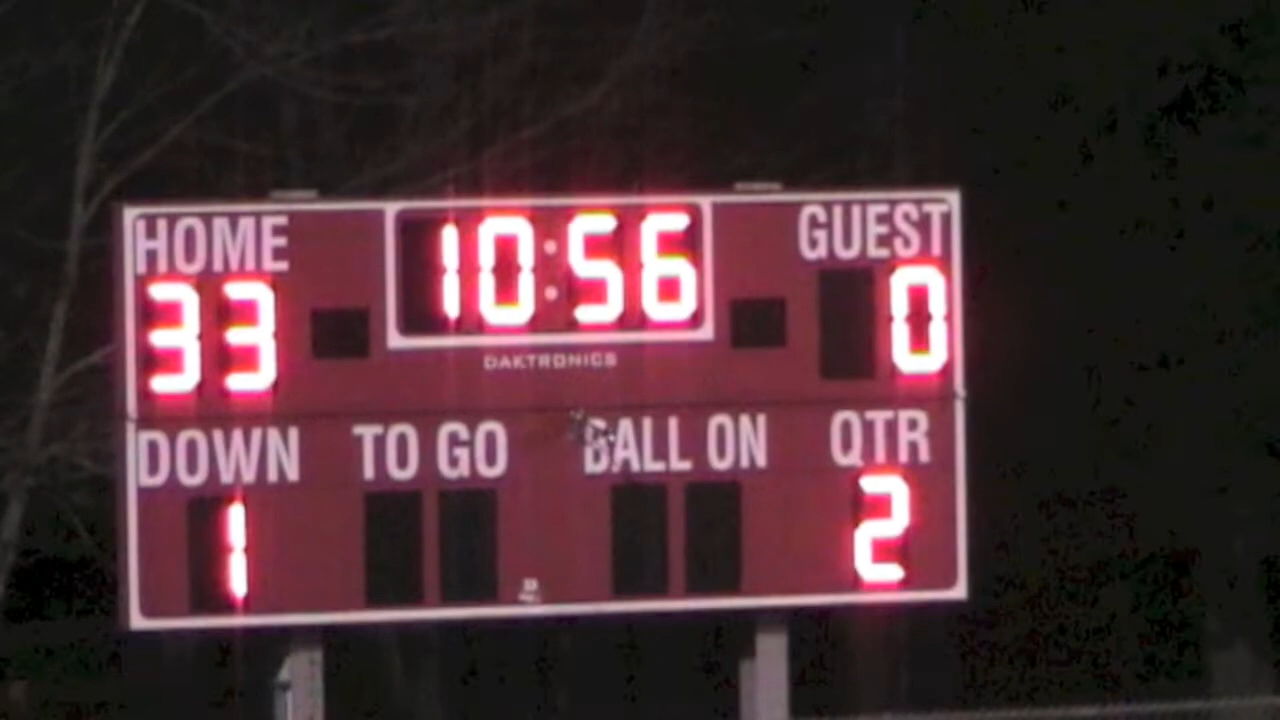 HOME 10:56 GUEST
33 0
DAKTRONICS
DOWN TO GO BALL ON QTR
1 2